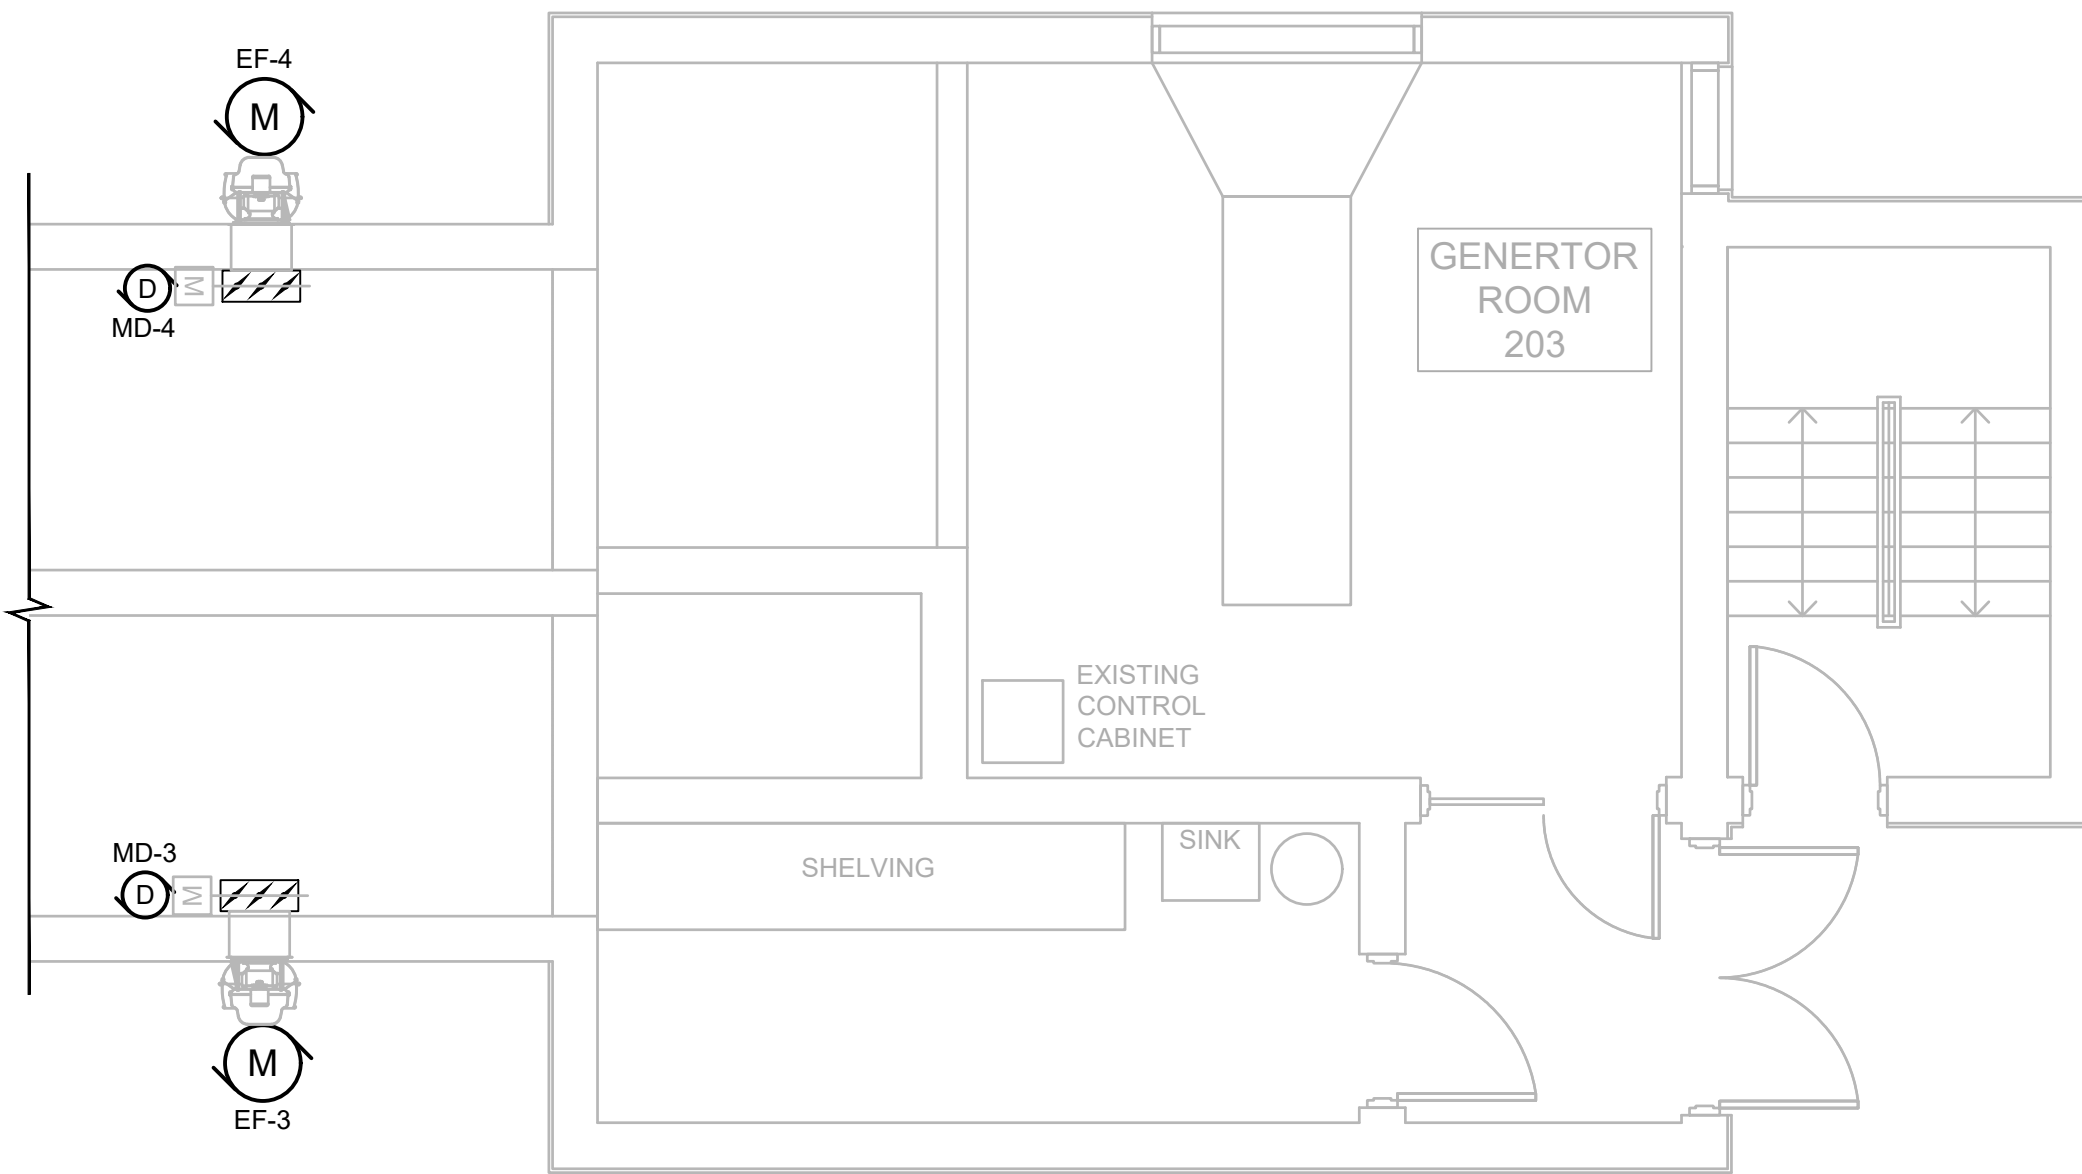 EF-4
M
D
M
MD-4
GENERTOR
ROOM
203
EXISTING
CONTROL
CABINET
MD-3
D
M
SHELVING
SINK
M
EF-3